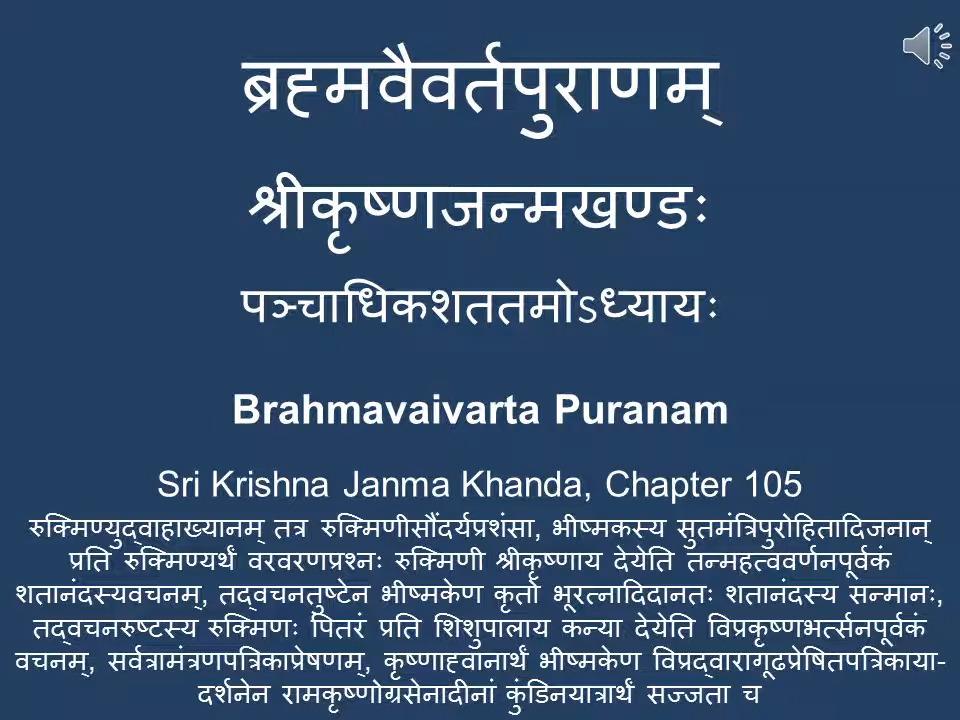 ब्रह्मवैवर्तपुराणम्
श्रीकृष्णजन्मखण्डः
पञ्चाधिकशततमोऽध्यायः
Brahmavaivarta Puranam
Sri Krishna Janma Khanda, Chapter 105
रुक्मिण्युद्वाहाख्यानम् तत्र रुक्मिणीसौंदर्यप्रशंसा, भीष्मकस्य सुतमंत्रिपुरोहितादिजनान्
प्रति रुक्मिण्यर्थं वरवरणप्रश्नः रुक्मिणी श्रीकृष्णाय देयेति तन्महत्ववर्णनपूर्वकं
शतानंदस्यवचनम्, तद्वचनतुष्टेन भीष्मकेण कृतो भूरत्नादिदानतः शतानंदस्य सन्मानः,
तद्वचनरुष्टस्य रुक्मिणः पितरं प्रति शिशुपालाय कन्या देयेति विप्रकृष्णभर्त्सनपूर्वकं
वचनम्, सर्वत्रामंत्रणपत्रिकाप्रेषणम्, कृष्णाह्वानार्थं भीष्मकेण विप्रद्वारागूढप्रेषितपत्रिकाया-
दर्शनेन रामकृष्णोग्रसेनादीनां कुंडिनयात्रार्थं सज्जता च